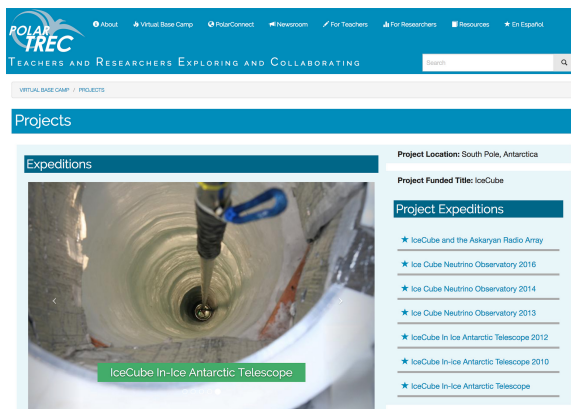 POLAR
TREC
About
Virtual Base Camp
PolarConnect
Newsroom
For Teachers
For Researchers
Resources
En Español
TEACHERS AND RESEARCHERS EXPLORING AND COLLABORATING
Search
VIRTUAL BASE CAMP / PROJECTS
Projects
Expeditions
IceCube In-Ice Antarctic Telescope
Project Location: South Pole, Antarctica
Project Funded Title: IceCube
Project Expeditions
IceCube and the Askaryan Radio Array
Ice Cube Neutrino Observatory 2016
Ice Cube Neutrino Observatory 2014
Ice Cube Neutrino Observatory 2013
IceCube In Ice Antarctic Telescope 2012
IceCube In-ice Antarctic Telescope 2010
IceCube In-Ice Antarctic Telescope